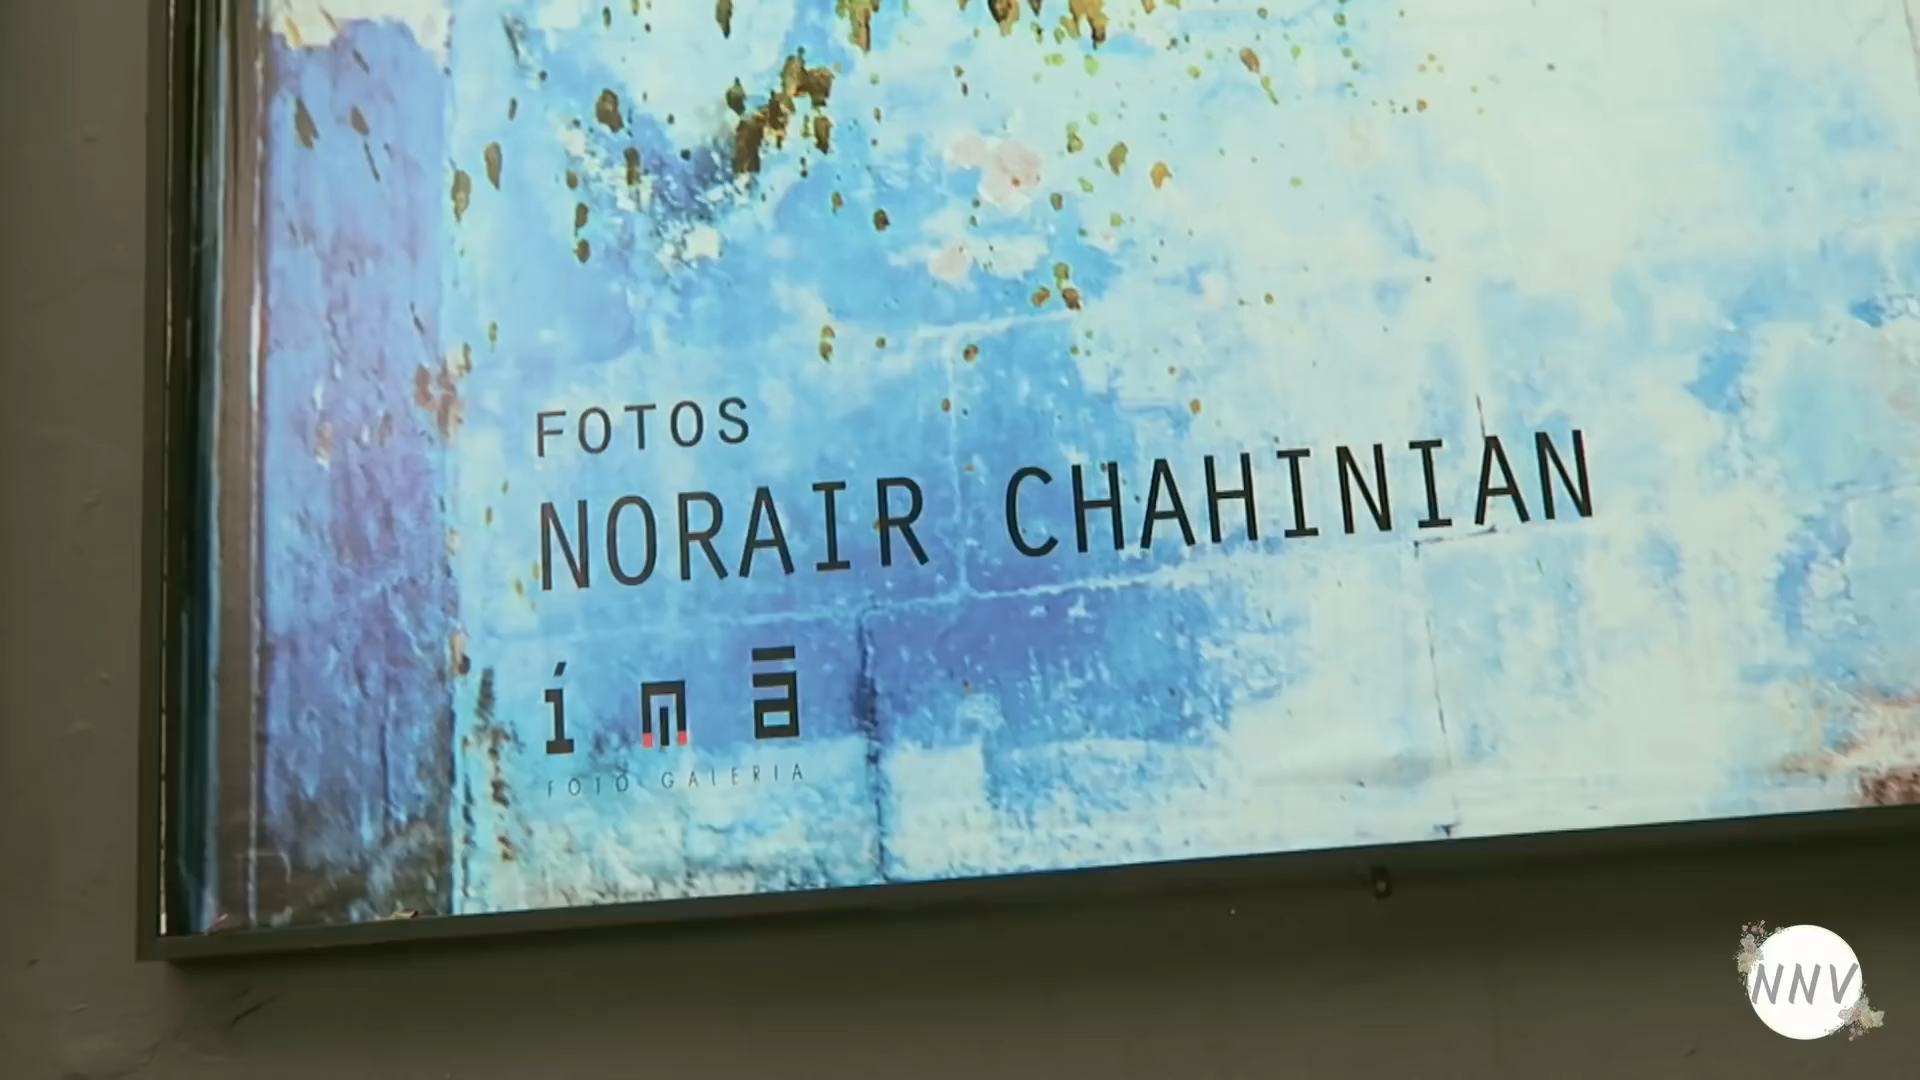 FOTOS
NORAIR CHAHINIAN
ímã
FOTO GALERIA
NNV